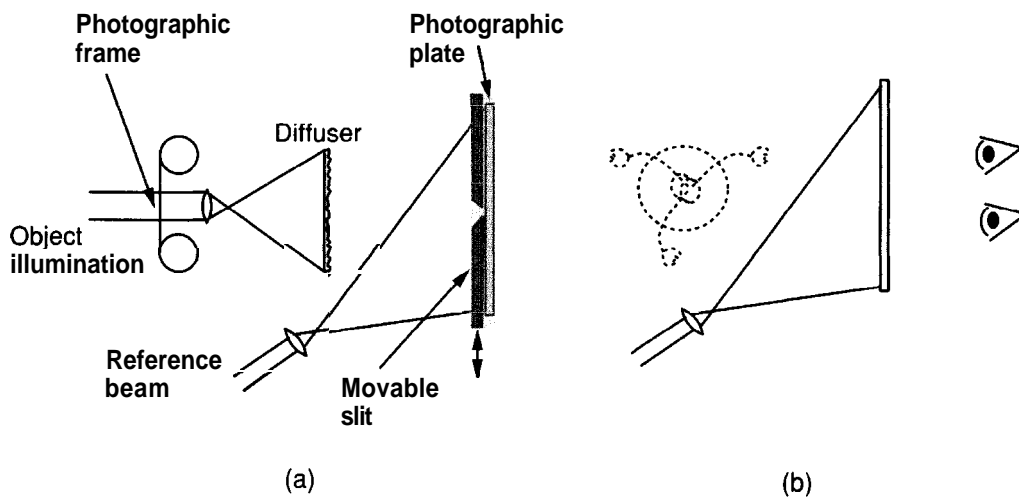 Photographic
frame
Photographic
plate
Diffuser
Object
illumination
Reference
beam
Movable
slit
(a)
(b)